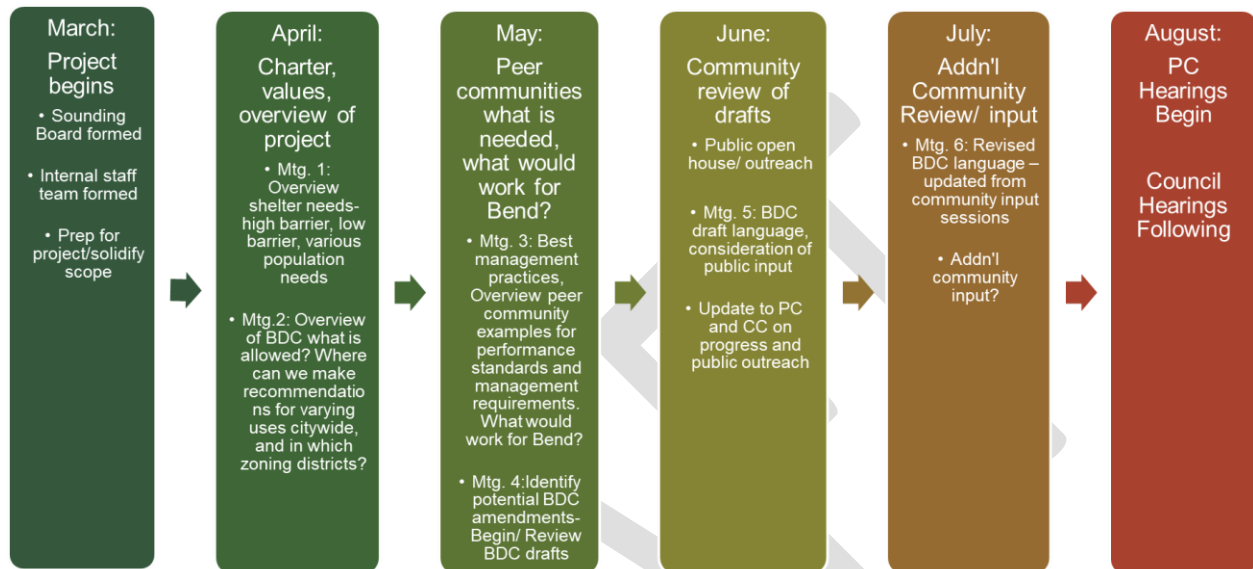 March:
Project
begins
• Sounding
Board formed
• Internal staff
team formed
• Prep for
project/solidify
scope
April:
Charter,
values,
overview of
project
• Mtg. 1:
Overview
shelter needs-
high barrier, low
barrier, various
population
needs
• Mtg.2: Overview
of BDC what is
allowed? Where
can we make
recommendatio
ns for varying
uses citywide,
and in which
zoning districts?
May:
Peer
communities
what is
needed,
what would
work for
Bend?
• Mtg. 3: Best
management
practices,
Overview peer
community
examples for
performance
standards and
management
requirements.
What would
work for Bend?
• Mtg. 4:Identify
potential BDC
amendments-
Begin/ Review
BDC drafts
June:
Community
review of
drafts
• Public open
house/ outreach
• Mtg. 5: BDC
draft language,
consideration of
public input
• Update to PC
and CC on
progress and
public outreach
July:
Addn'l
Community
Review/ input
• Mtg. 6: Revised
BDC language –
updated from
community input
sessions
• Addn'l
community
input?
August:
PC
Hearings
Begin
Council
Hearings
Following